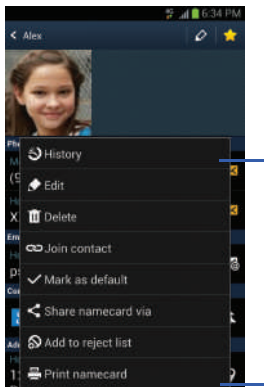 6:34 PM
Alex
History
Edit
Delete
Join contact
Mark as default
Share namecard via
Add to reject list
Print namecard